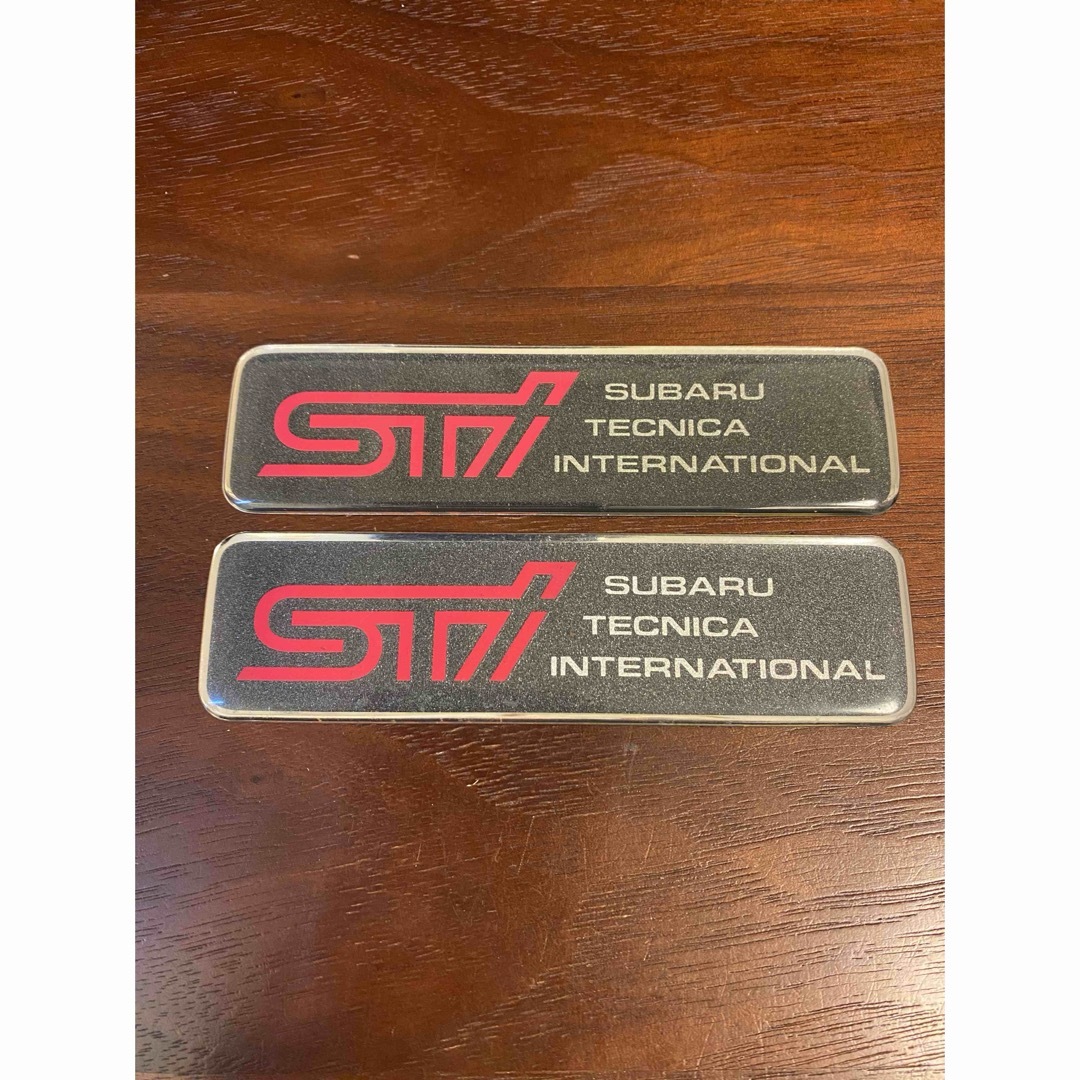 STi
SUBARU
TECNICA
INTERNATIONAL
STi
SUBARU
TECNICA
INTERNATIONAL